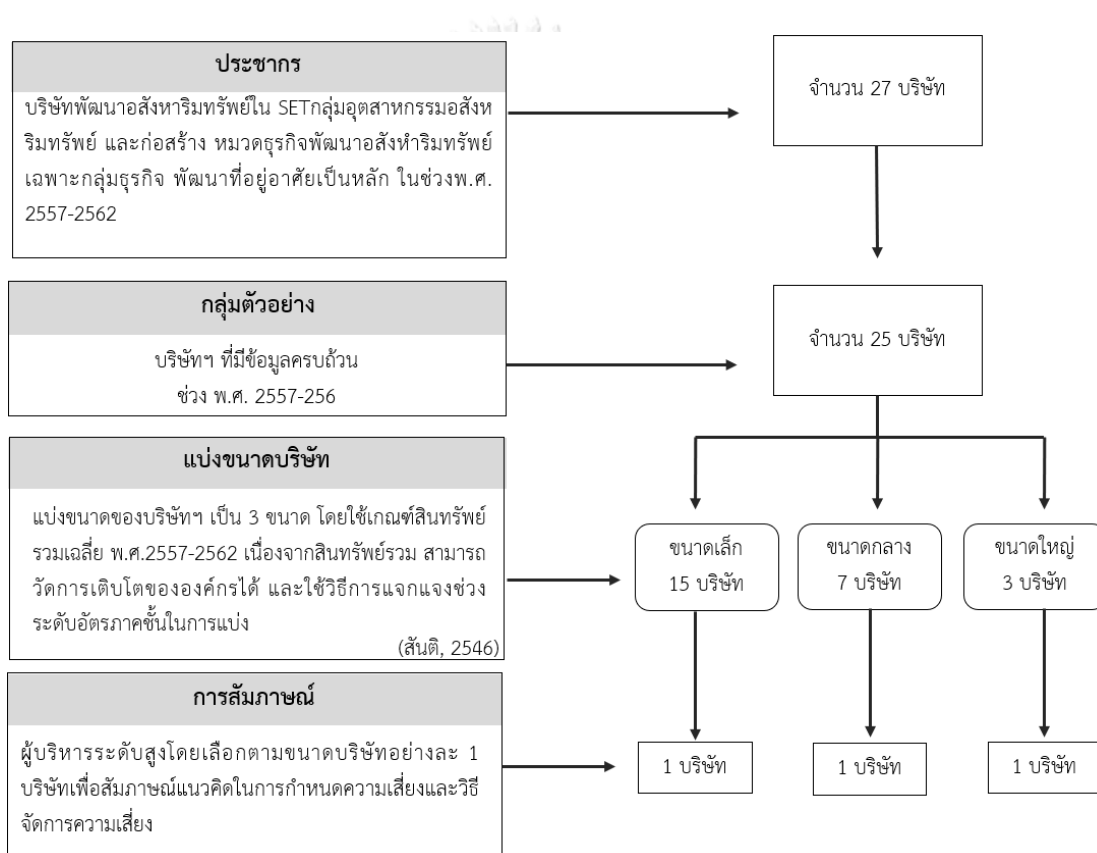 ประชากร
บริษัทพัฒนาอสังหาริมทรัพย์ใน SETกลุ่มอุตสาหกรรมอสังห
ริมทรัพย์ และก่อสร้าง หมวดธุรกิจพัฒนาอสังหำริมทรัพย์
เฉพาะกลุ่มธุรกิจ พัฒนาที่อยู่อาศัยเป็นหลัก ในช่วงพ.ศ.
2557-2562
จำนวน 27 บริษัท
กลุ่มตัวอย่าง
บริษัทฯ ที่มีข้อมูลครบถ้วน
ช่วง พ.ศ. 2557-256
จำนวน 25 บริษัท
แบ่งขนาดบริษัท
แบ่งขนาดของบริษัทฯ เป็น 3 ขนาด โดยใช้เกณฑ์สินทรัพย์
รวมเฉลี่ย พ.ศ.2557-2562 เนื่องจากสินทรัพย์รวม สามารถ
วัดการเติบโตขององค์กรได้ และใช้วิธีการแจกแจงช่วง
ระดับอัตรภาคชั้นในการแบ่ง
(สันติ, 2546)
ขนาดเล็ก
15 บริษัท
ขนาดกลาง
7 บริษัท
ขนาดใหญ่
3 บริษัท
การสัมภาษณ์
ผู้บริหารระดับสูงโดยเลือกตามขนาดบริษัทอย่างละ 1
บริษัทเพื่อสัมภาษณ์แนวคิดในการกำหนดความเสี่ยงและวิธี
จัดการความเสี่ยง
1 บริษัท
1 บริษัท
1 บริษัท